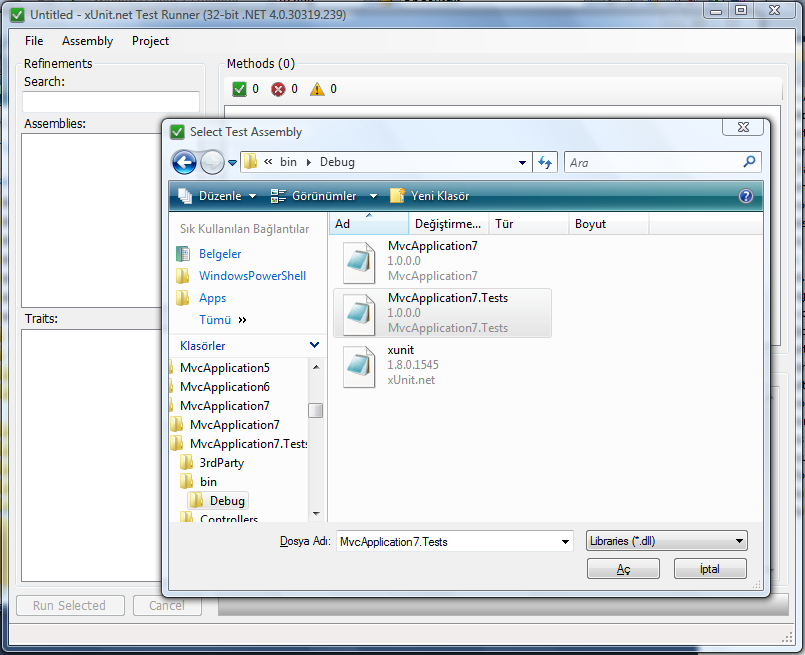 Untitled - xUnit.net Test Runner (32-bit .NET 4.0.30319.239)
File Assembly Project
Refinements
Search:
Assemblies:
Traits:
Methods (0)
0 0 0
Select Test Assembly
« bin Debug
Ara
Düzenle Görünümler Yeni Klasör ?
Sık Kullanılan Bağlantılar
Belgeler
WindowsPowerShell
Apps
Tümü »
Klasörler
MvcApplication5
MvcApplication6
MvcApplication7
MvcApplication7
MvcApplication7.Tests
3rdParty
bin
Debug
Controllers
Ad Değiştirme... Tür Boyut
MvcApplication7
1.0.0.0
MvcApplication7
MvcApplication7.Tests
1.0.0.0
MvcApplication7.Tests
xunit
1.8.0.1545
xUnit.net
Dosya Adı: MvcApplication7.Tests Libraries (*.dll)
Aç İptal
Run Selected Cancel